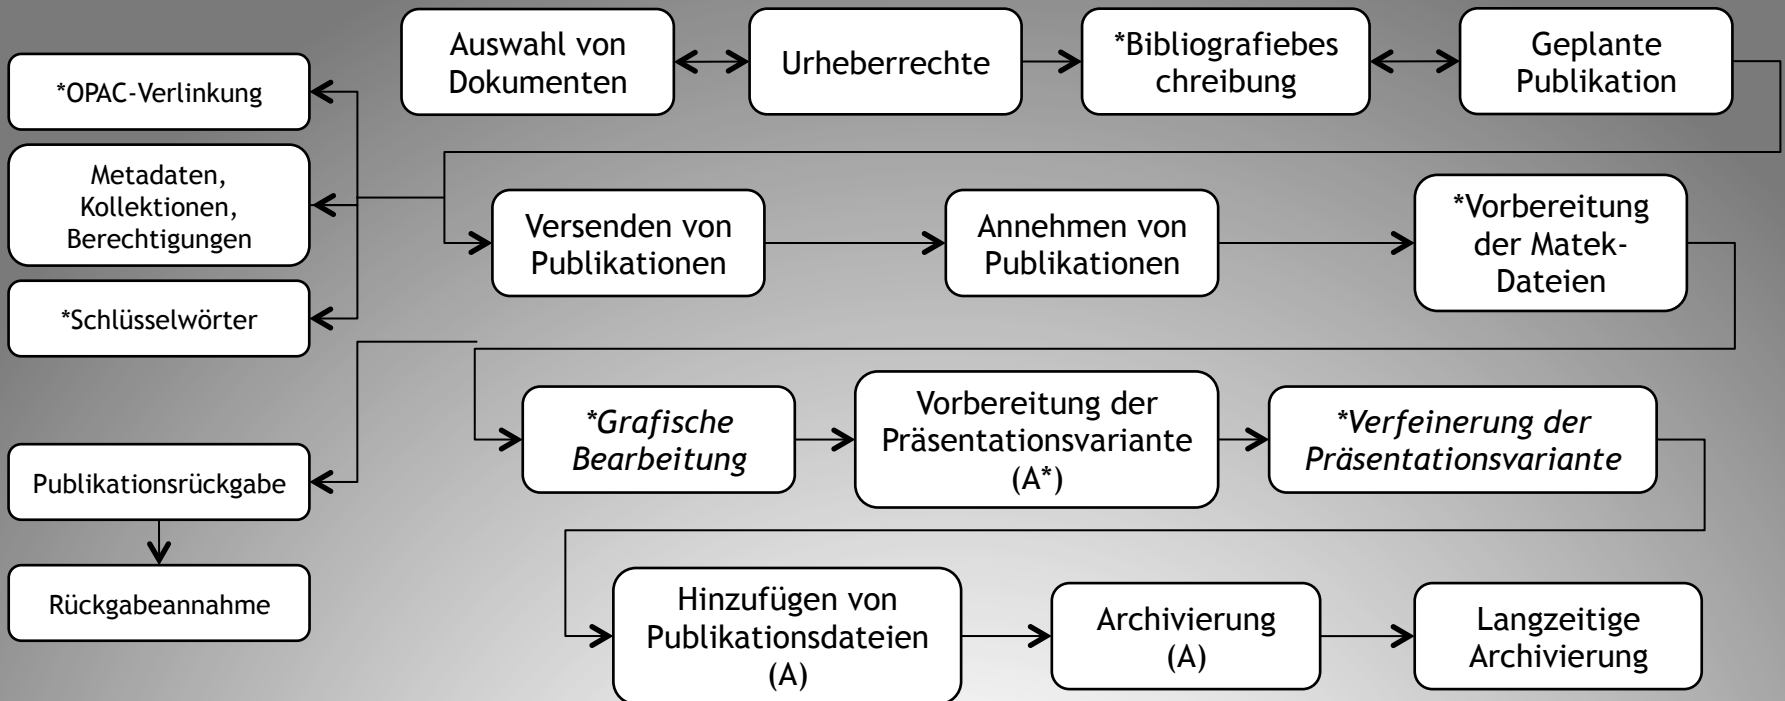 Auswahl von
Dokumenten
Urheberrechte
*Bibliografiebes
chreibung
Geplante
Publikation
*OPAC-Verlinkung
Metadaten,
Kollektionen,
Berechtigungen
*Schlüsselwörter
Versenden von
Publikationen
Annehmen von
Publikationen
*Vorbereitung
der Matek-
Dateien
*Grafische
Bearbeitung
Vorbereitung der
Präsentationsvariante
(A*)
*Verfeinerung der
Präsentationsvariante
Publikationsrückgabe
Rückgabeannahme
Hinzufügen von
Publikationsdateien
(A)
Archivierung
(A)
Langzeitige
Archivierung